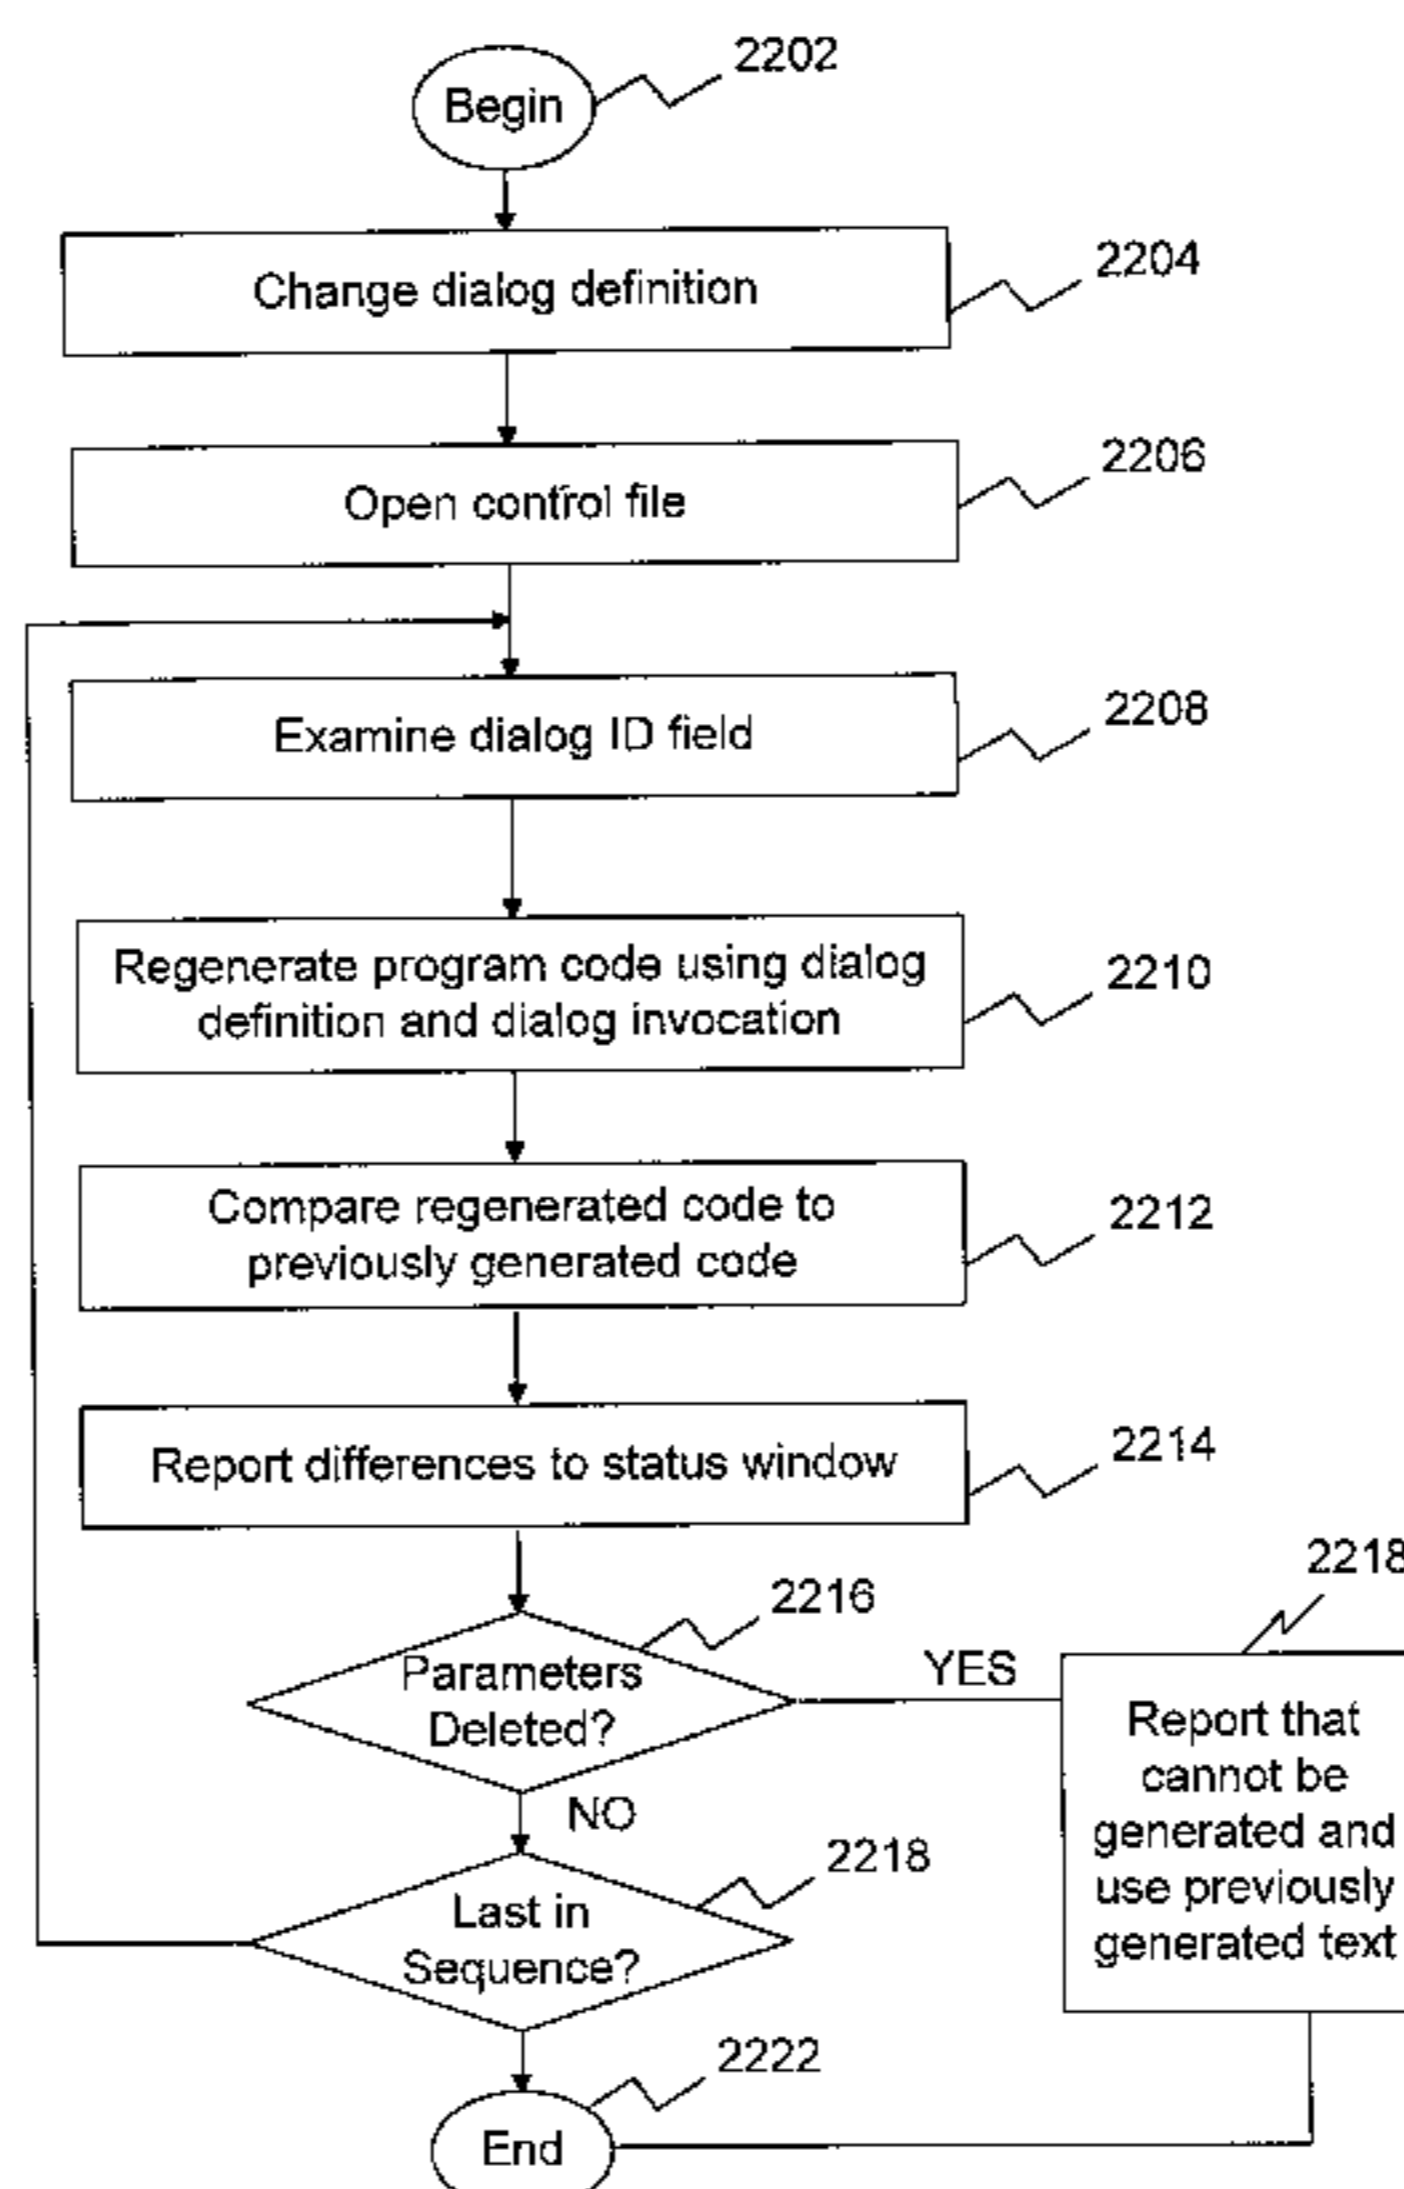 2202
Begin
2204
Change dialog definition
2206
Open control file
2208
Examine dialog ID field
2210
Regenerate program code using dialog
definition and dialog invocation
2212
Compare regenerated code to
previously generated code
2214
Report differences to status window
2216
Parameters
Deleted?
YES
2218
Report that
cannot be
generated and
use previously
generated text
NO
2218
Last in
Sequence?
2222
End